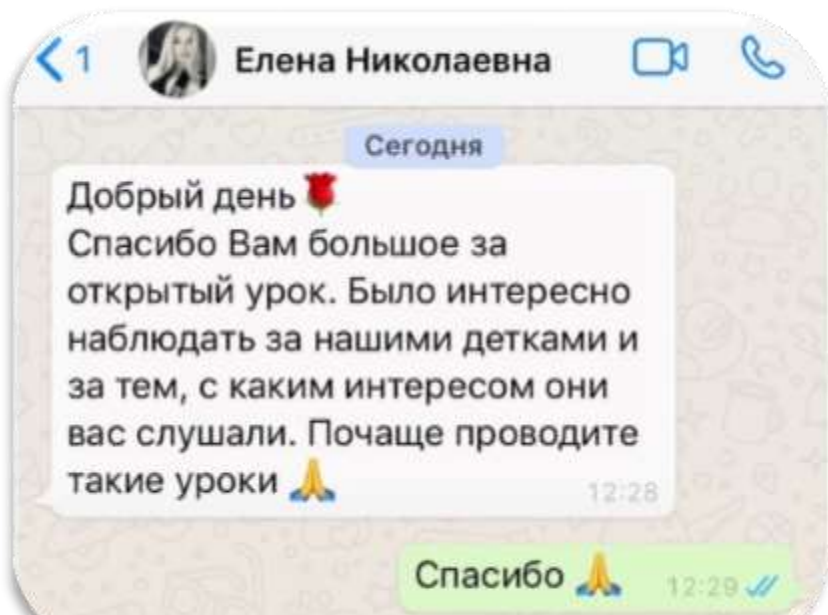 1 Елена Николаевна
Сегодня
Добрый день🌹
Спасибо Вам большое за
открытый урок. Было интересно
наблюдать за нашими детками и
за тем, с каким интересом они
вас слушали. Почаще проводите
такие уроки 🙏
12:28
Спасибо 🙏 12:29